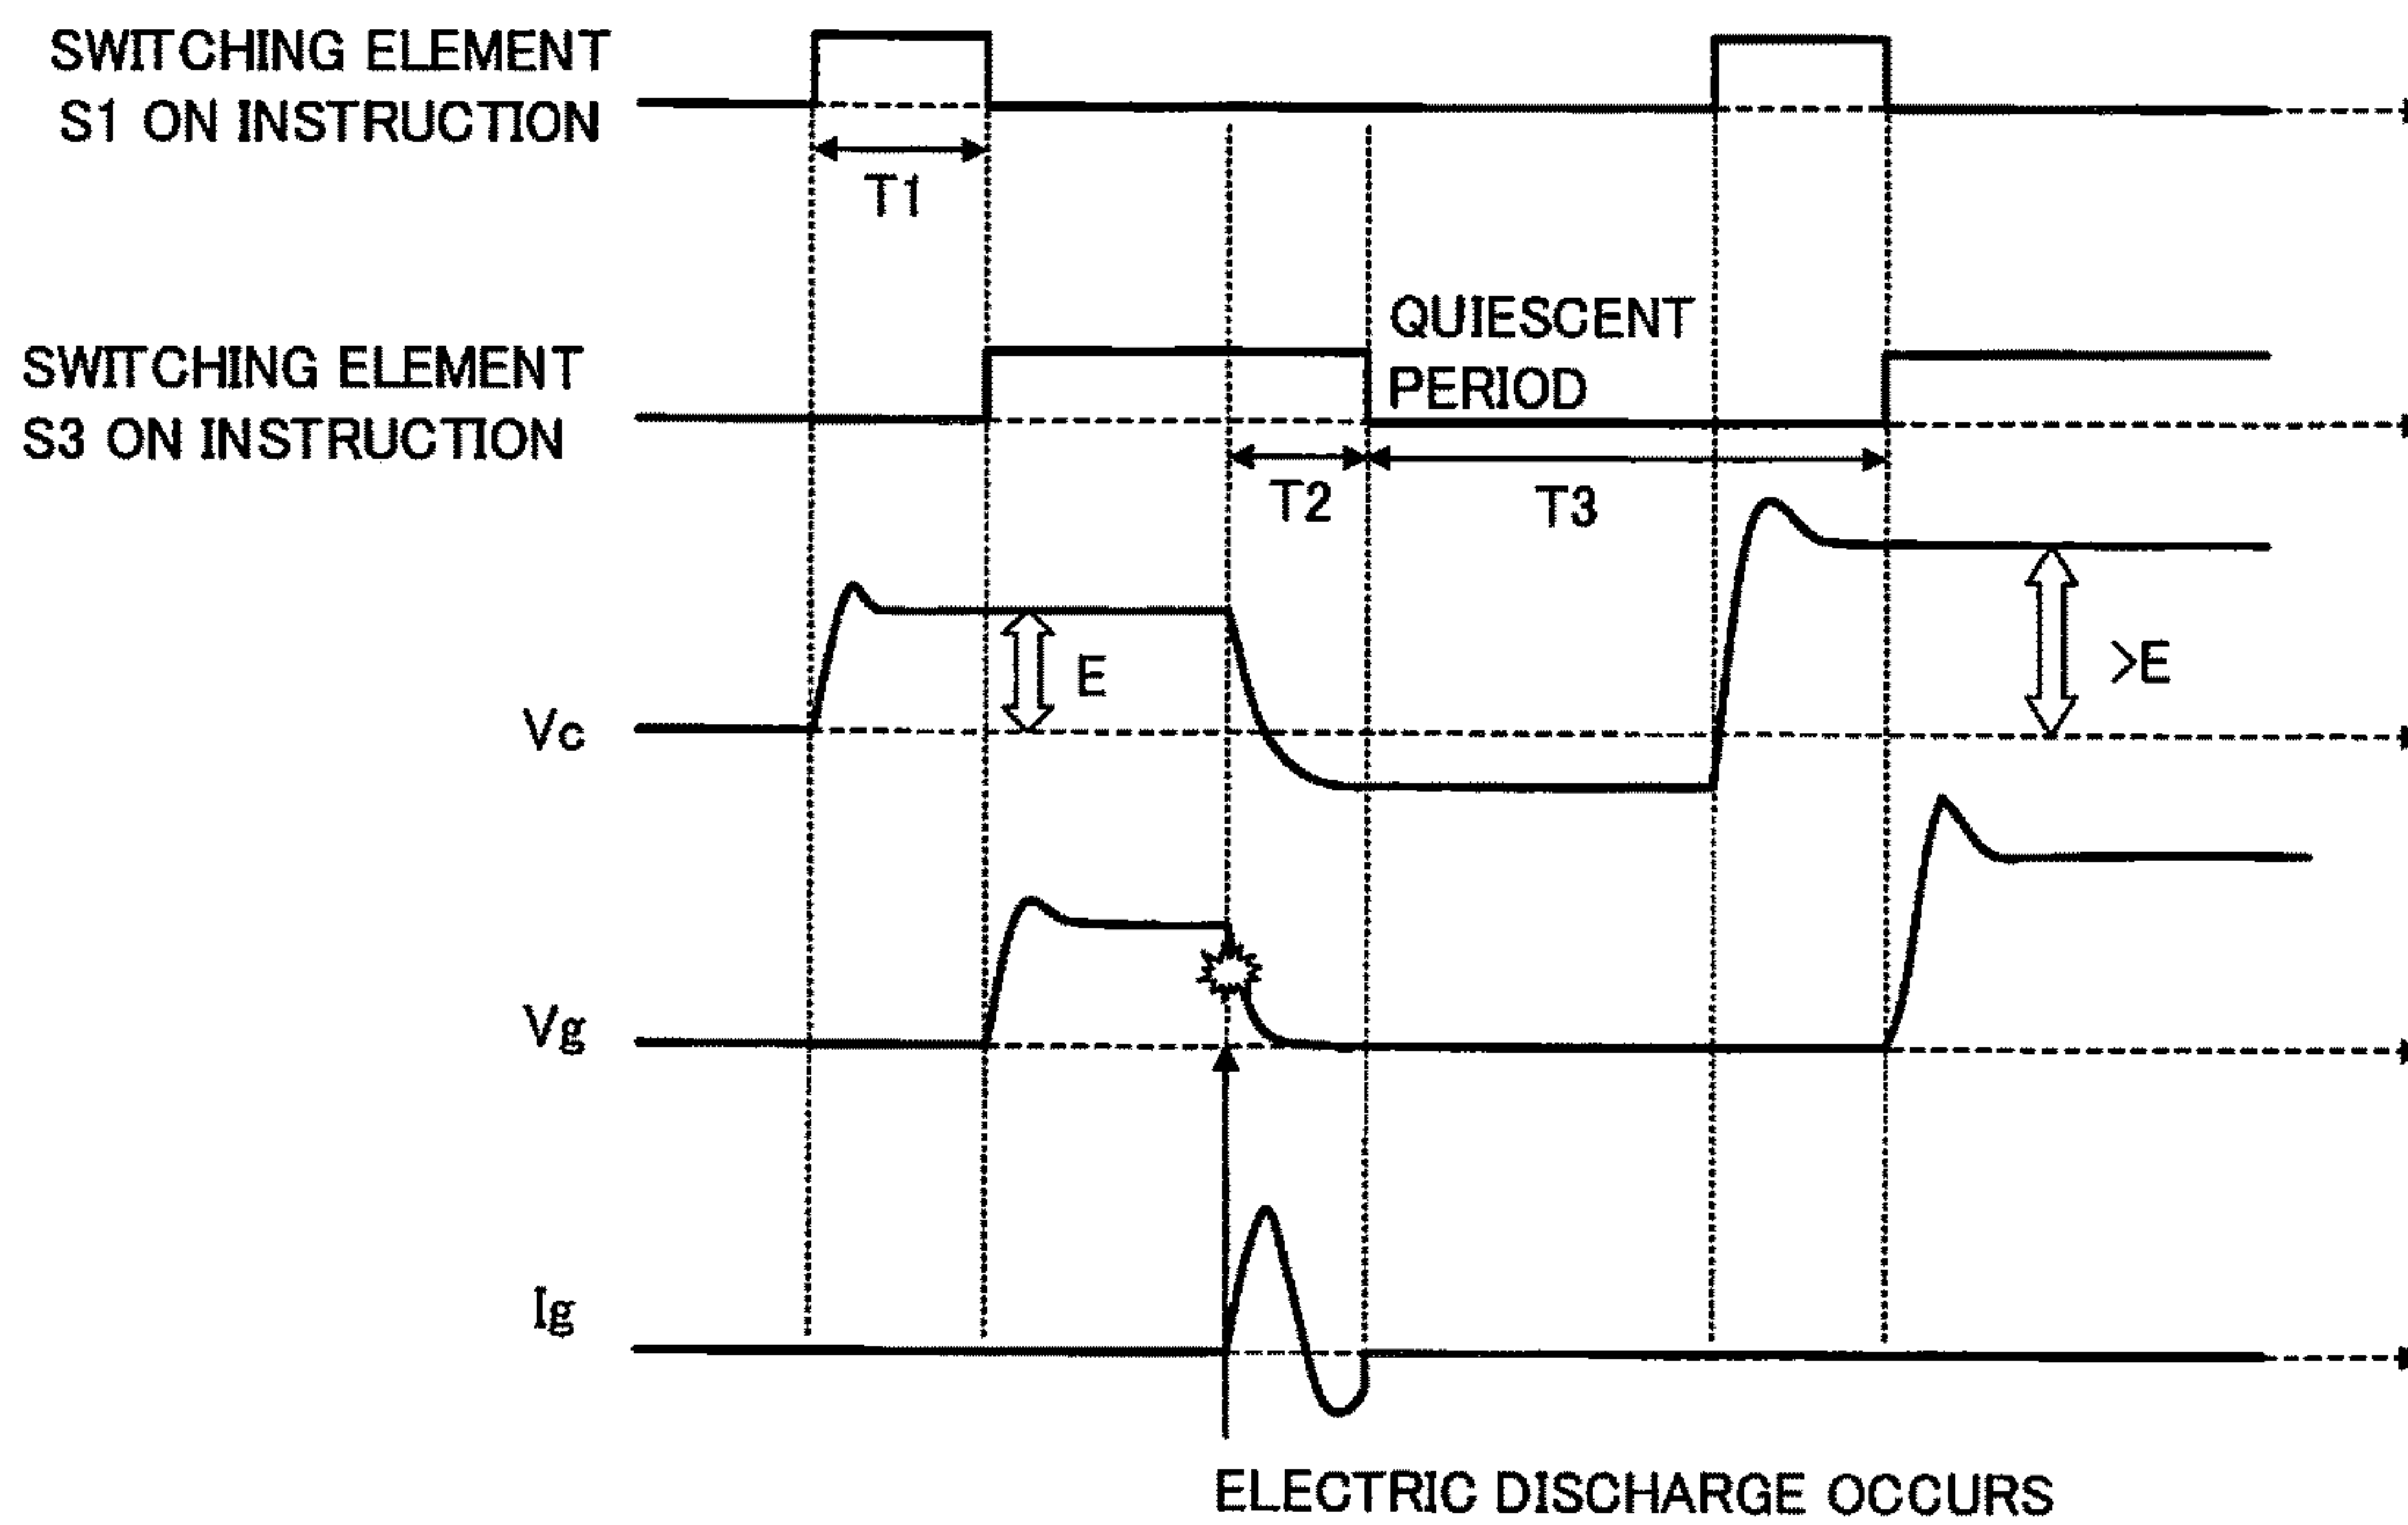 SWITCHING ELEMENT
S1 ON INSTRUCTION
T1
SWITCHING ELEMENT
S3 ON INSTRUCTION
QUIESCENT
PERIOD
T2
T3
E
>E
Vc
Vg
Ig
ELECTRIC DISCHARGE OCCURS